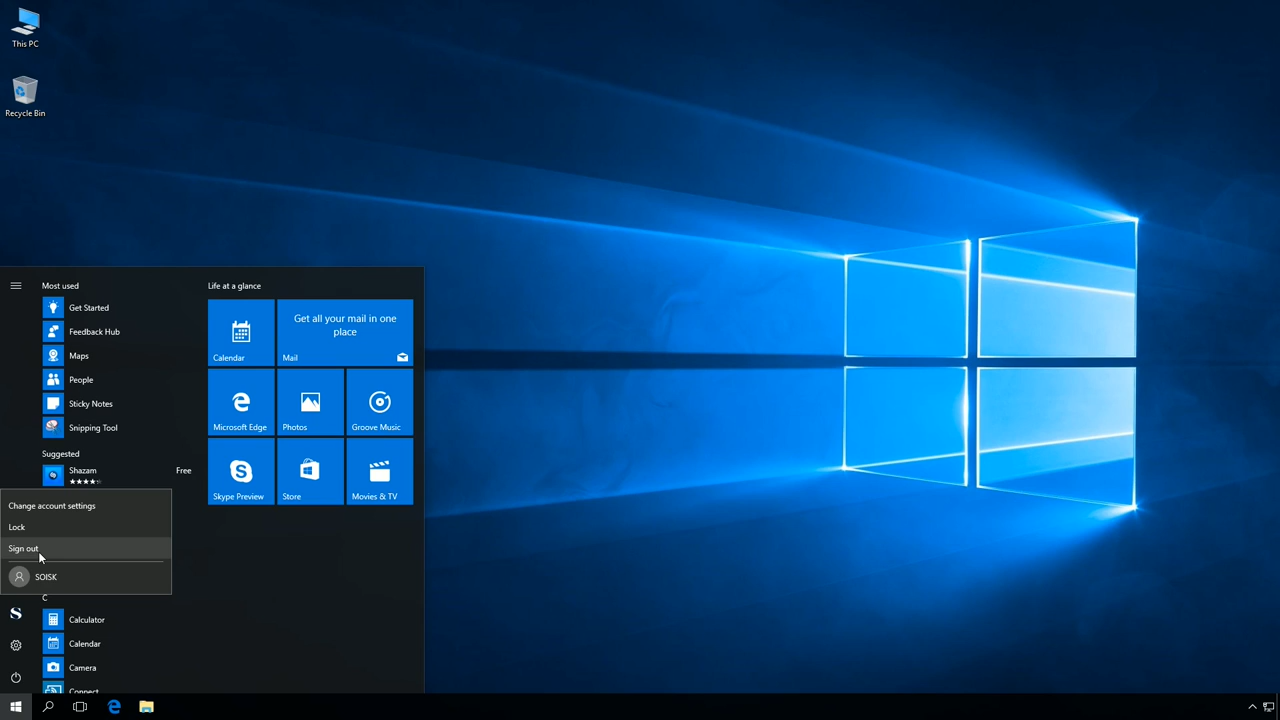 This PC
Recycle Bin
Most used
Get Started
Feedback Hub
Maps
People
Sticky Notes
Snipping Tool
Suggested
Shazam
Free
Change account settings
Lock
Sign out
SOISK
C
Calculator
Calendar
Camera
Connect
Life at a glance
Calendar
Get all your mail in one
place
Mail
Microsoft Edge
Photos
Groove Music
Skype Preview
Store
Movies & TV